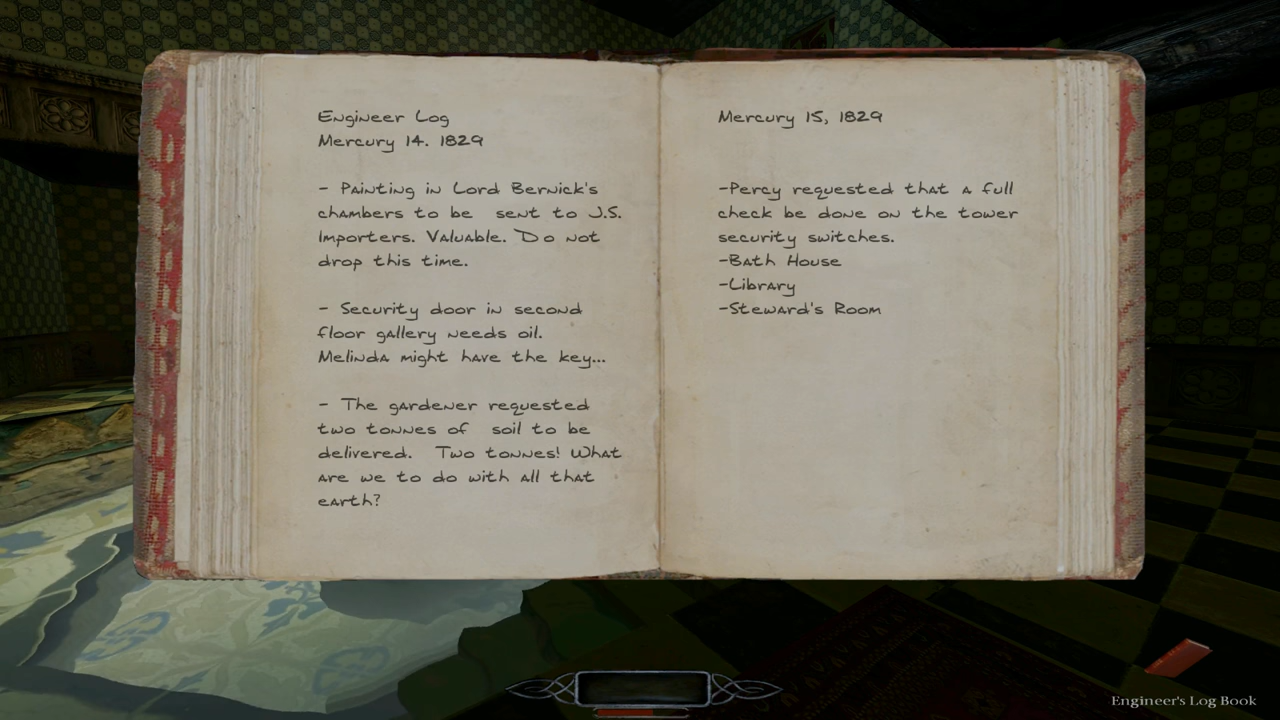 Engineer Log
Mercury 14. 1829
- Painting in Lord Bernick's
chambers to be sent to J.S.
Importers. Valuable. Do not
drop this time.
- Security door in second
floor gallery needs oil.
Melinda might have the key...
- The gardener requested
two tonnes of soil to be
delivered. Two tonnes! What
are we to do with all that
earth?
Mercury 15, 1829
-Percy requested that a full
check be done on the tower
security switches.
-Bath House
-Library
-Steward's Room
Engineer's Log Book